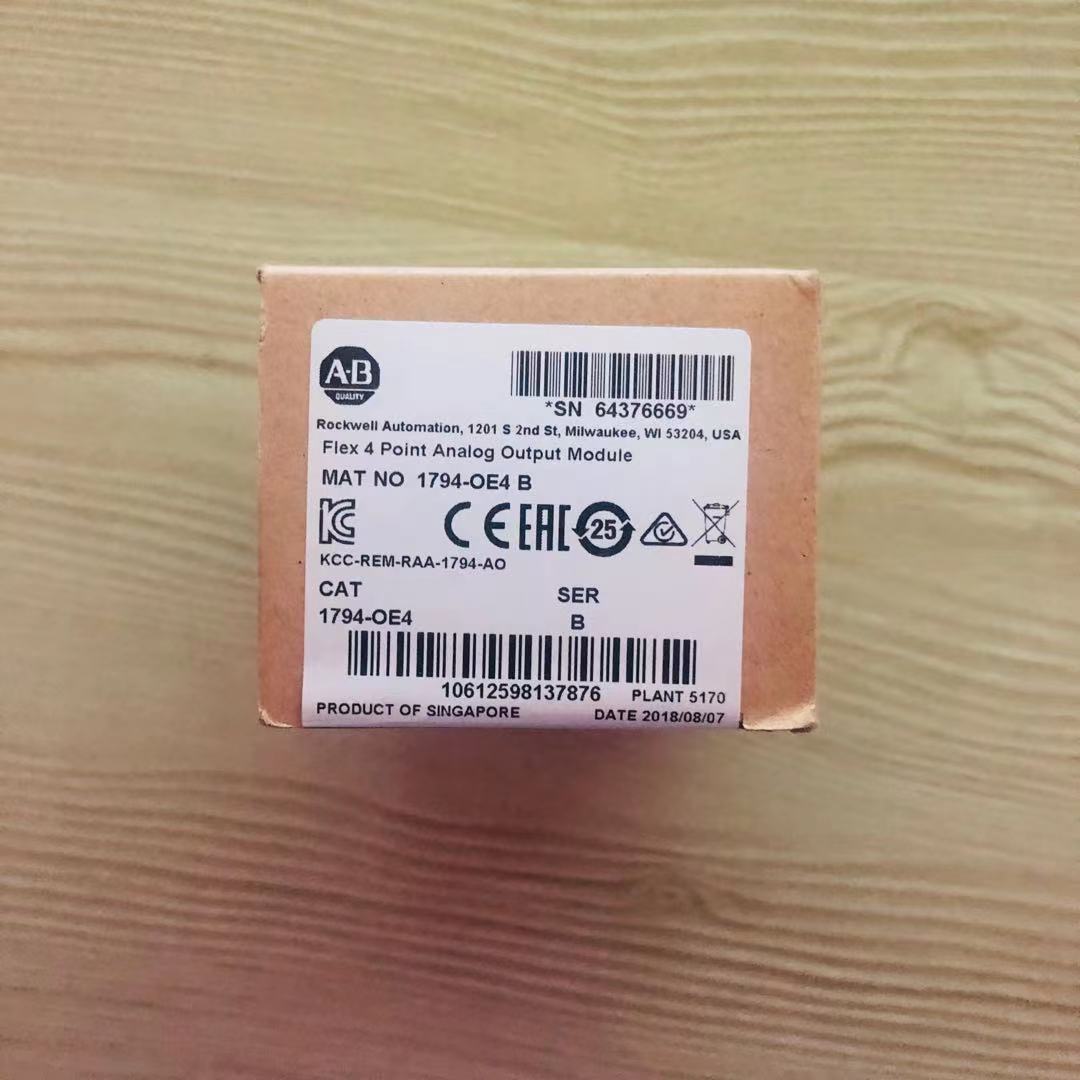 A·B
QUALITY
*SN 64376669*
Rockwell Automation, 1201 S 2nd St, Milwaukee, WI 53204, USA
Flex 4 Point Analog Output Module
MAT NO 1794-OE4 B
KC CE EAC 25
KCC-REM-RAA-1794-AO
CAT SER
1794-OE4 B
10612598137876 PLANT 5170
PRODUCT OF SINGAPORE DATE 2018/08/07